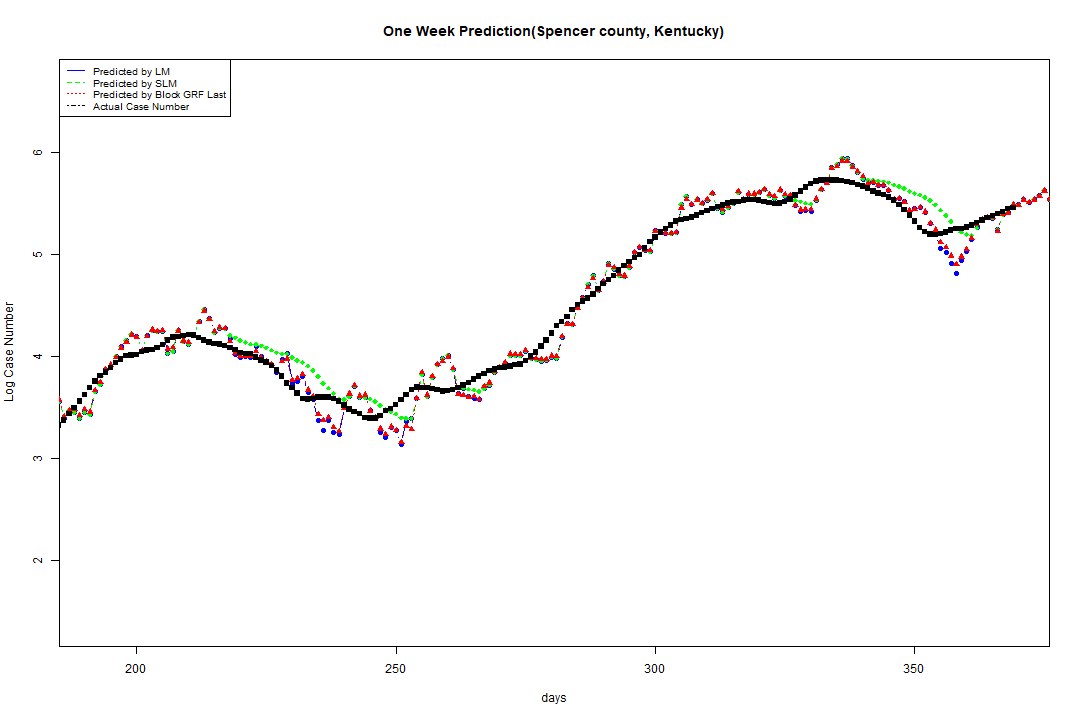 One Week Prediction(Spencer county, Kentucky)
Predicted by LM
Predicted by SLM
Predicted by Block GRF Last
Actual Case Number
6
5
4
3
2
Log Case Number
200 250 300 350
days